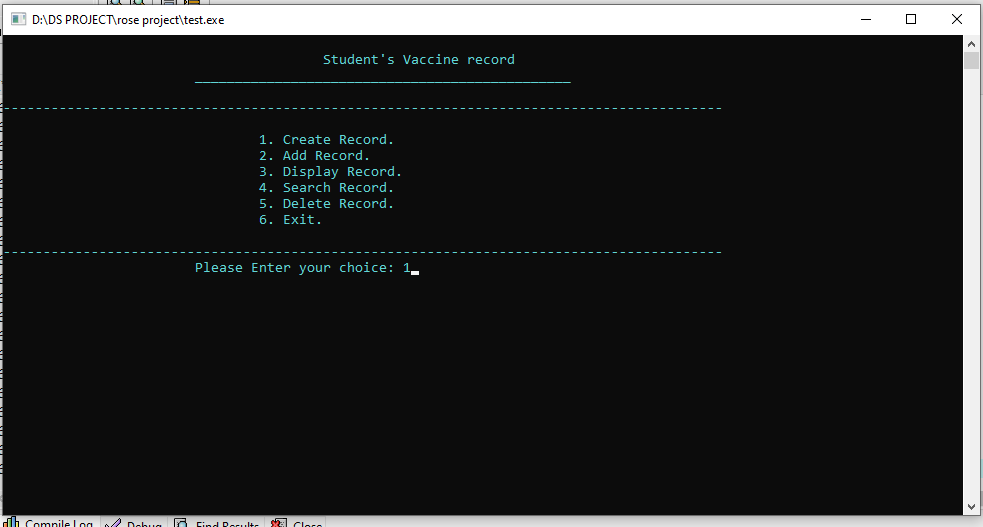 D:\DS PROJECT\rose project\test.exe
Student's Vaccine record
1. Create Record.
2. Add Record.
3. Display Record.
4. Search Record.
5. Delete Record.
6. Exit.
Please Enter your choice: 1
Compile Log Debug Find Results Close